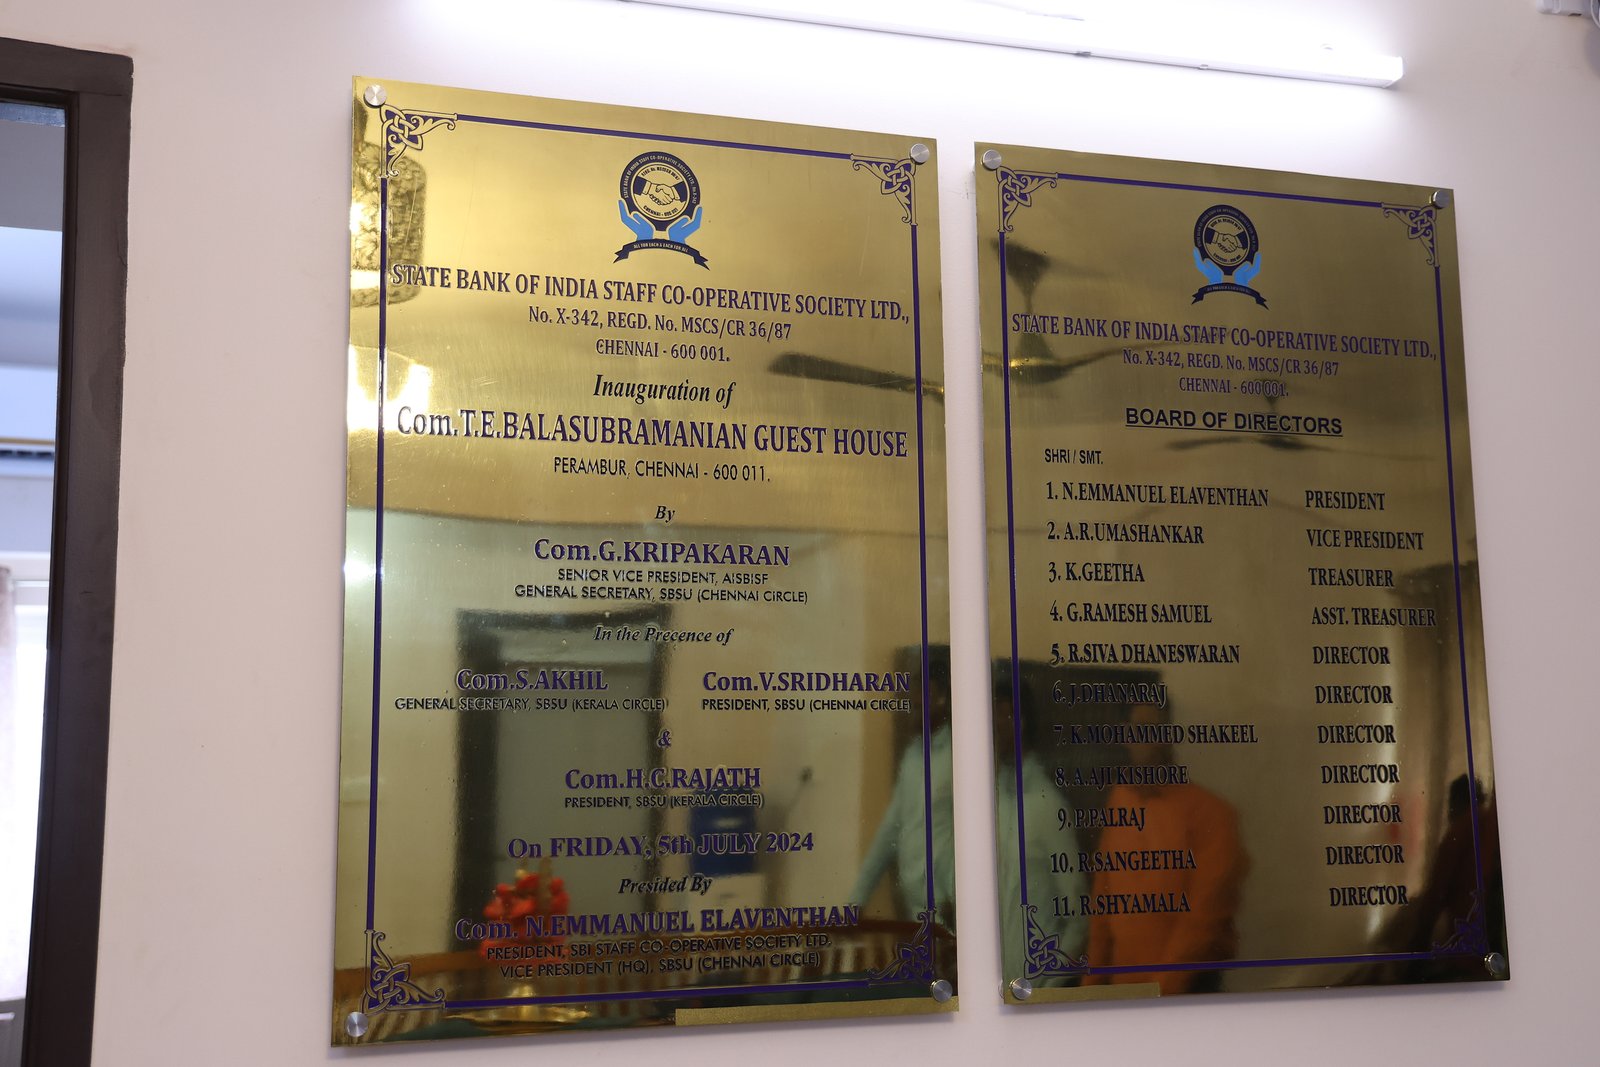 STATE BANK OF INDIA STAFF CO-OPERATIVE SOCIETY LTD.,
No. X-342, REGD. No. MSCS/CR 36/87
CHENNAI - 600 001.
Inauguration of
Com.T.E.BALASUBRAMANIAN GUEST HOUSE
PERAMBUR, CHENNAI - 600 011.
By
Com.G.KRIPAKARAN
SENIOR VICE PRESIDENT, AISBISF
GENERAL SECRETARY, SBSU (CHENNAI CIRCLE)
In the Precence of
Com.S.AKHIL
GENERAL SECRETARY, SBSU (KERALA CIRCLE)
Com.V.SRIDHARAN
PRESIDENT, SBSU (CHENNAI CIRCLE)
&
Com.H.C.RAJATH
PRESIDENT, SBSU (KERALA CIRCLE)
On FRIDAY, 5th JULY 2024
Presided By
Com. N.EMMANUEL ELAVENTHAN
PRESIDENT, SBI STAFF CO-OPERATIVE SOCIETY LTD.
VICE PRESIDENT (HQ), SBSU (CHENNAI CIRCLE)
ALL FOR EACH & EACH FOR ALL
STATE BANK OF INDIA STAFF CO-OPERATIVE SOCIETY LTD.,
No. X-342, REGD. No. MSCS/CR 36/87
CHENNAI - 600 001.
BOARD OF DIRECTORS
SHRI / SMT.
1. N.EMMANUEL ELAVENTHAN PRESIDENT
2. A.R.UMASHANKAR VICE PRESIDENT
3. K.GEETHA TREASURER
4. G.RAMESH SAMUEL ASST. TREASURER
5. R.SIVA DHANESWARAN DIRECTOR
6. J.DHANARAJ DIRECTOR
7. K.MOHAMMED SHAKEEL DIRECTOR
8. A.AJI KISHORE DIRECTOR
9. P.PALRAJ DIRECTOR
10. R.SANGEETHA DIRECTOR
11. R.SHYAMALA DIRECTOR